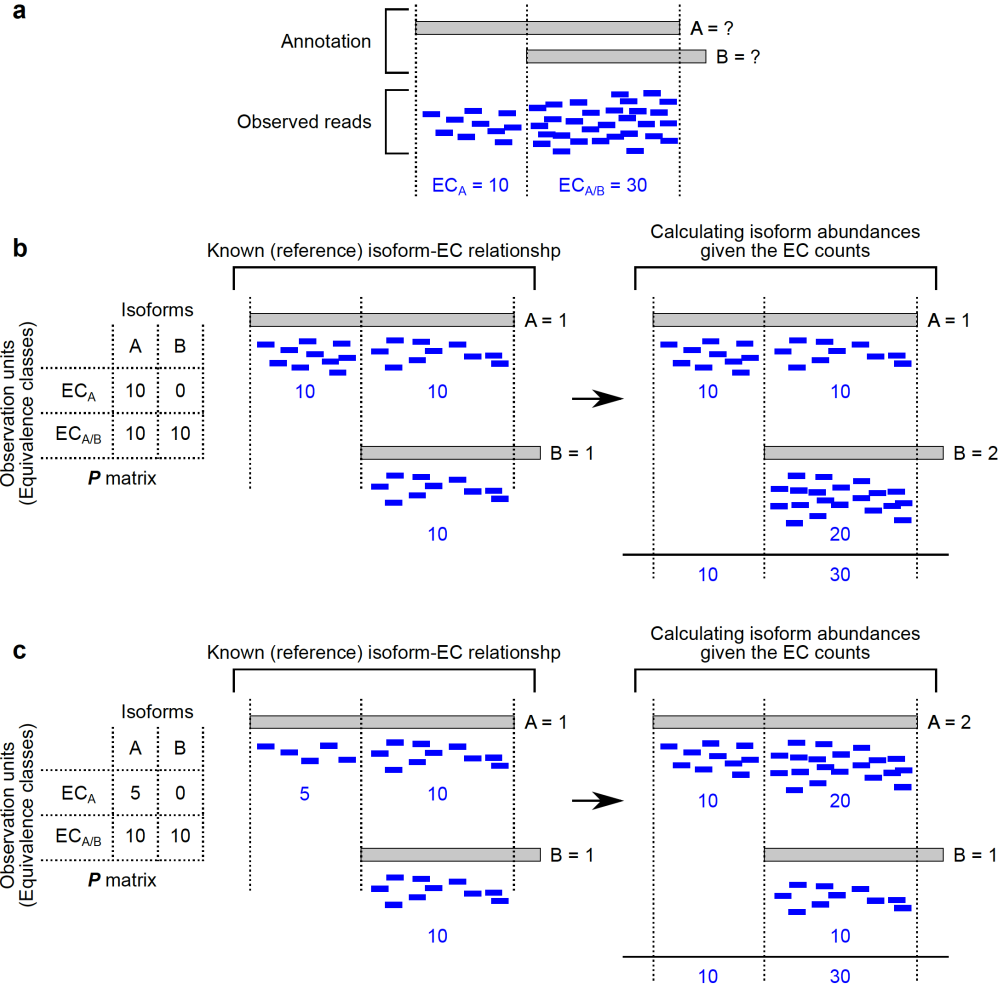 a
Annotation
A = ?
B = ?
Observed reads
EC_A = 10
EC_A/B = 30
b
Known (reference) isoform-EC relationshp
Calculating isoform abundances
given the EC counts
Observation units
(Equivalence classes)
Isoforms
A B
EC_A 10 0
EC_A/B 10 10
P matrix
A = 1
10 10
B = 1
10
A = 1
10 10
B = 2
20
10 30
c
Known (reference) isoform-EC relationshp
Calculating isoform abundances
given the EC counts
Observation units
(Equivalence classes)
Isoforms
A B
EC_A 5 0
EC_A/B 10 10
P matrix
A = 1
5 10
B = 1
10
A = 2
10 20
B = 1
10
10 30